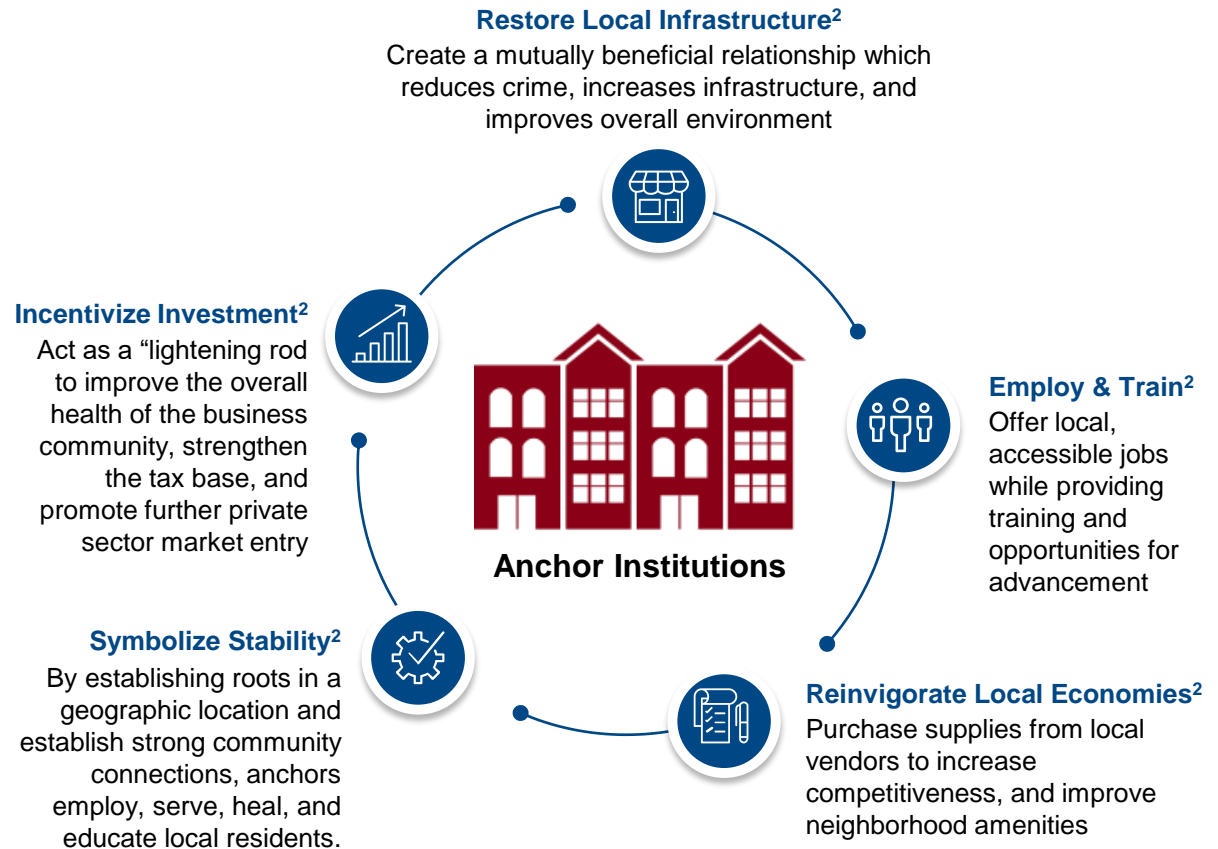 Restore Local Infrastructure2
Create a mutually beneficial relationship which
reduces crime, increases infrastructure, and
improves overall environment
Incentivize Investment2
Act as a “lightening rod
to improve the overall
health of the business
community, strengthen
the tax base, and
promote further private
sector market entry
Employ & Train2
Offer local,
accessible jobs
while providing
training and
opportunities for
advancement
Anchor Institutions
Symbolize Stability2
By establishing roots in a
geographic location and
establish strong community
connections, anchors
employ, serve, heal, and
educate local residents.
Reinvigorate Local Economies2
Purchase supplies from local
vendors to increase
competitiveness, and improve
neighborhood amenities